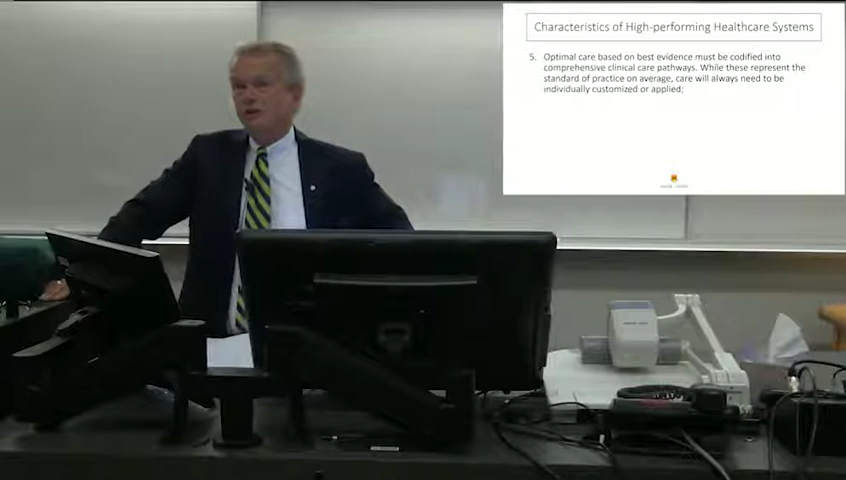 Characteristics of High-performing Healthcare Systems
5. Optimal care based on best evidence must be codified into
comprehensive clinical care pathways. While these represent the
standard of practice on average, care will always need to be
individually customized or applied;